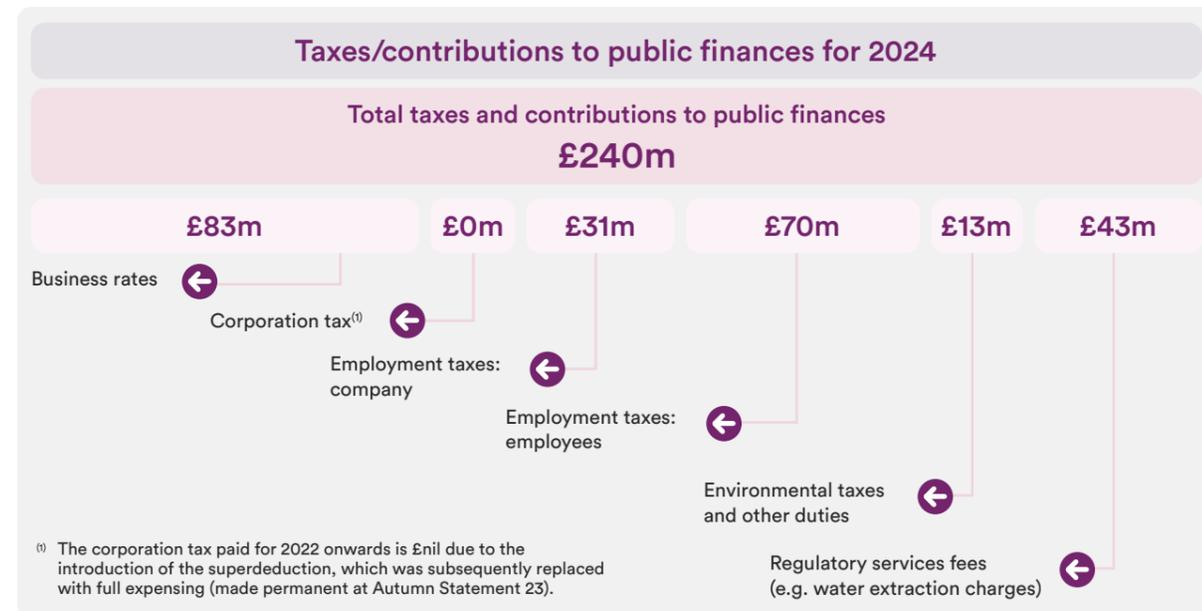 Taxes/contributions to public finances for 2024
Total taxes and contributions to public finances
£240m
£83m
£0m
£31m
£70m
£13m
£43m
Business rates
Corporation tax(1)
Employment taxes:
company
Employment taxes:
employees
Environmental taxes
and other duties
Regulatory services fees
(e.g. water extraction charges)
(1) The corporation tax paid for 2022 onwards is £nil due to the
introduction of the superdeduction, which was subsequently replaced
with full expensing (made permanent at Autumn Statement 23).